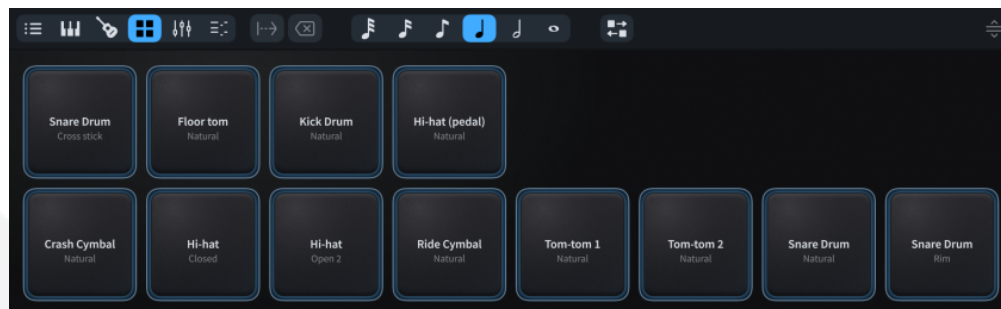 Snare Drum
Cross stick
Floor tom
Natural
Kick Drum
Natural
Hi-hat (pedal)
Natural
Crash Cymbal
Natural
Hi-hat
Closed
Hi-hat
Open 2
Ride Cymbal
Natural
Tom-tom 1
Natural
Tom-tom 2
Natural
Snare Drum
Natural
Snare Drum
Rim